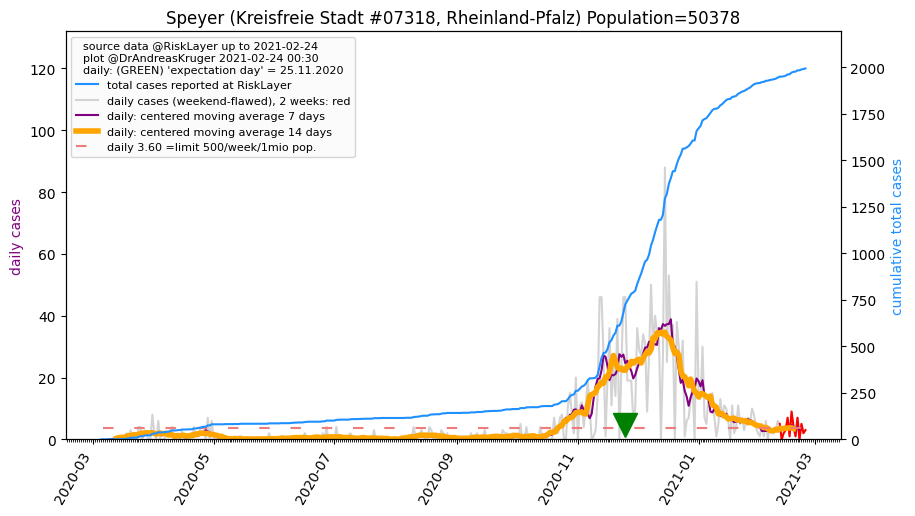 Speyer (Kreisfreie Stadt #07318, Rheinland-Pfalz) Population=50378
source data @RiskLayer up to 2021-02-24
plot @DrAndreasKruger 2021-02-24 00:30
daily: (GREEN) 'expectation day' = 25.11.2020
total cases reported at RiskLayer
daily cases (weekend-flawed), 2 weeks: red
daily: centered moving average 7 days
daily: centered moving average 14 days
daily 3.60 =limit 500/week/1mio pop.
daily cases
120
100
80
60
40
20
0
cumulative total cases
2000
1750
1500
1250
1000
750
500
250
0
2020-03
2020-05
2020-07
2020-09
2020-11
2021-01
2021-03